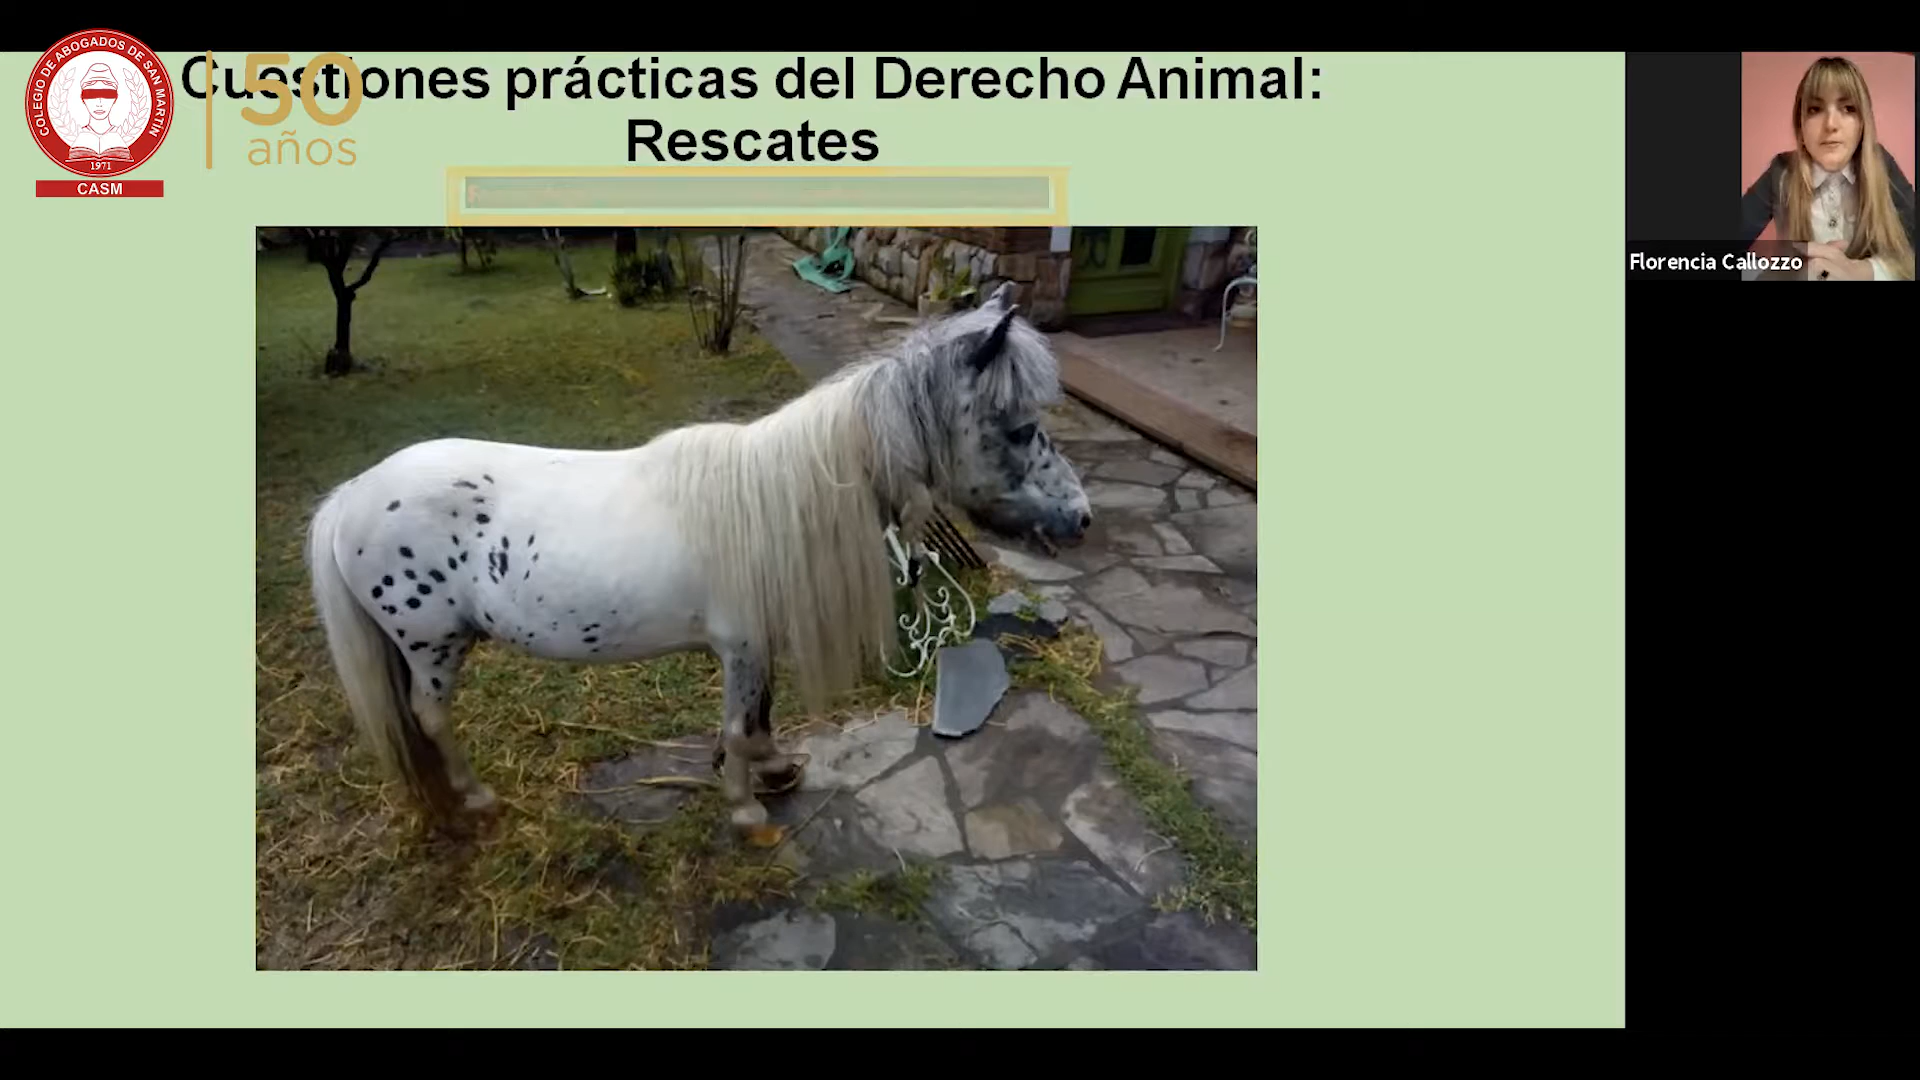 COLEGIO DE ABOGADOS DE SAN MARTIN
1971
CASM
50
años
Cuestiones prácticas del Derecho Animal:
Rescates
Florencia Callozzo